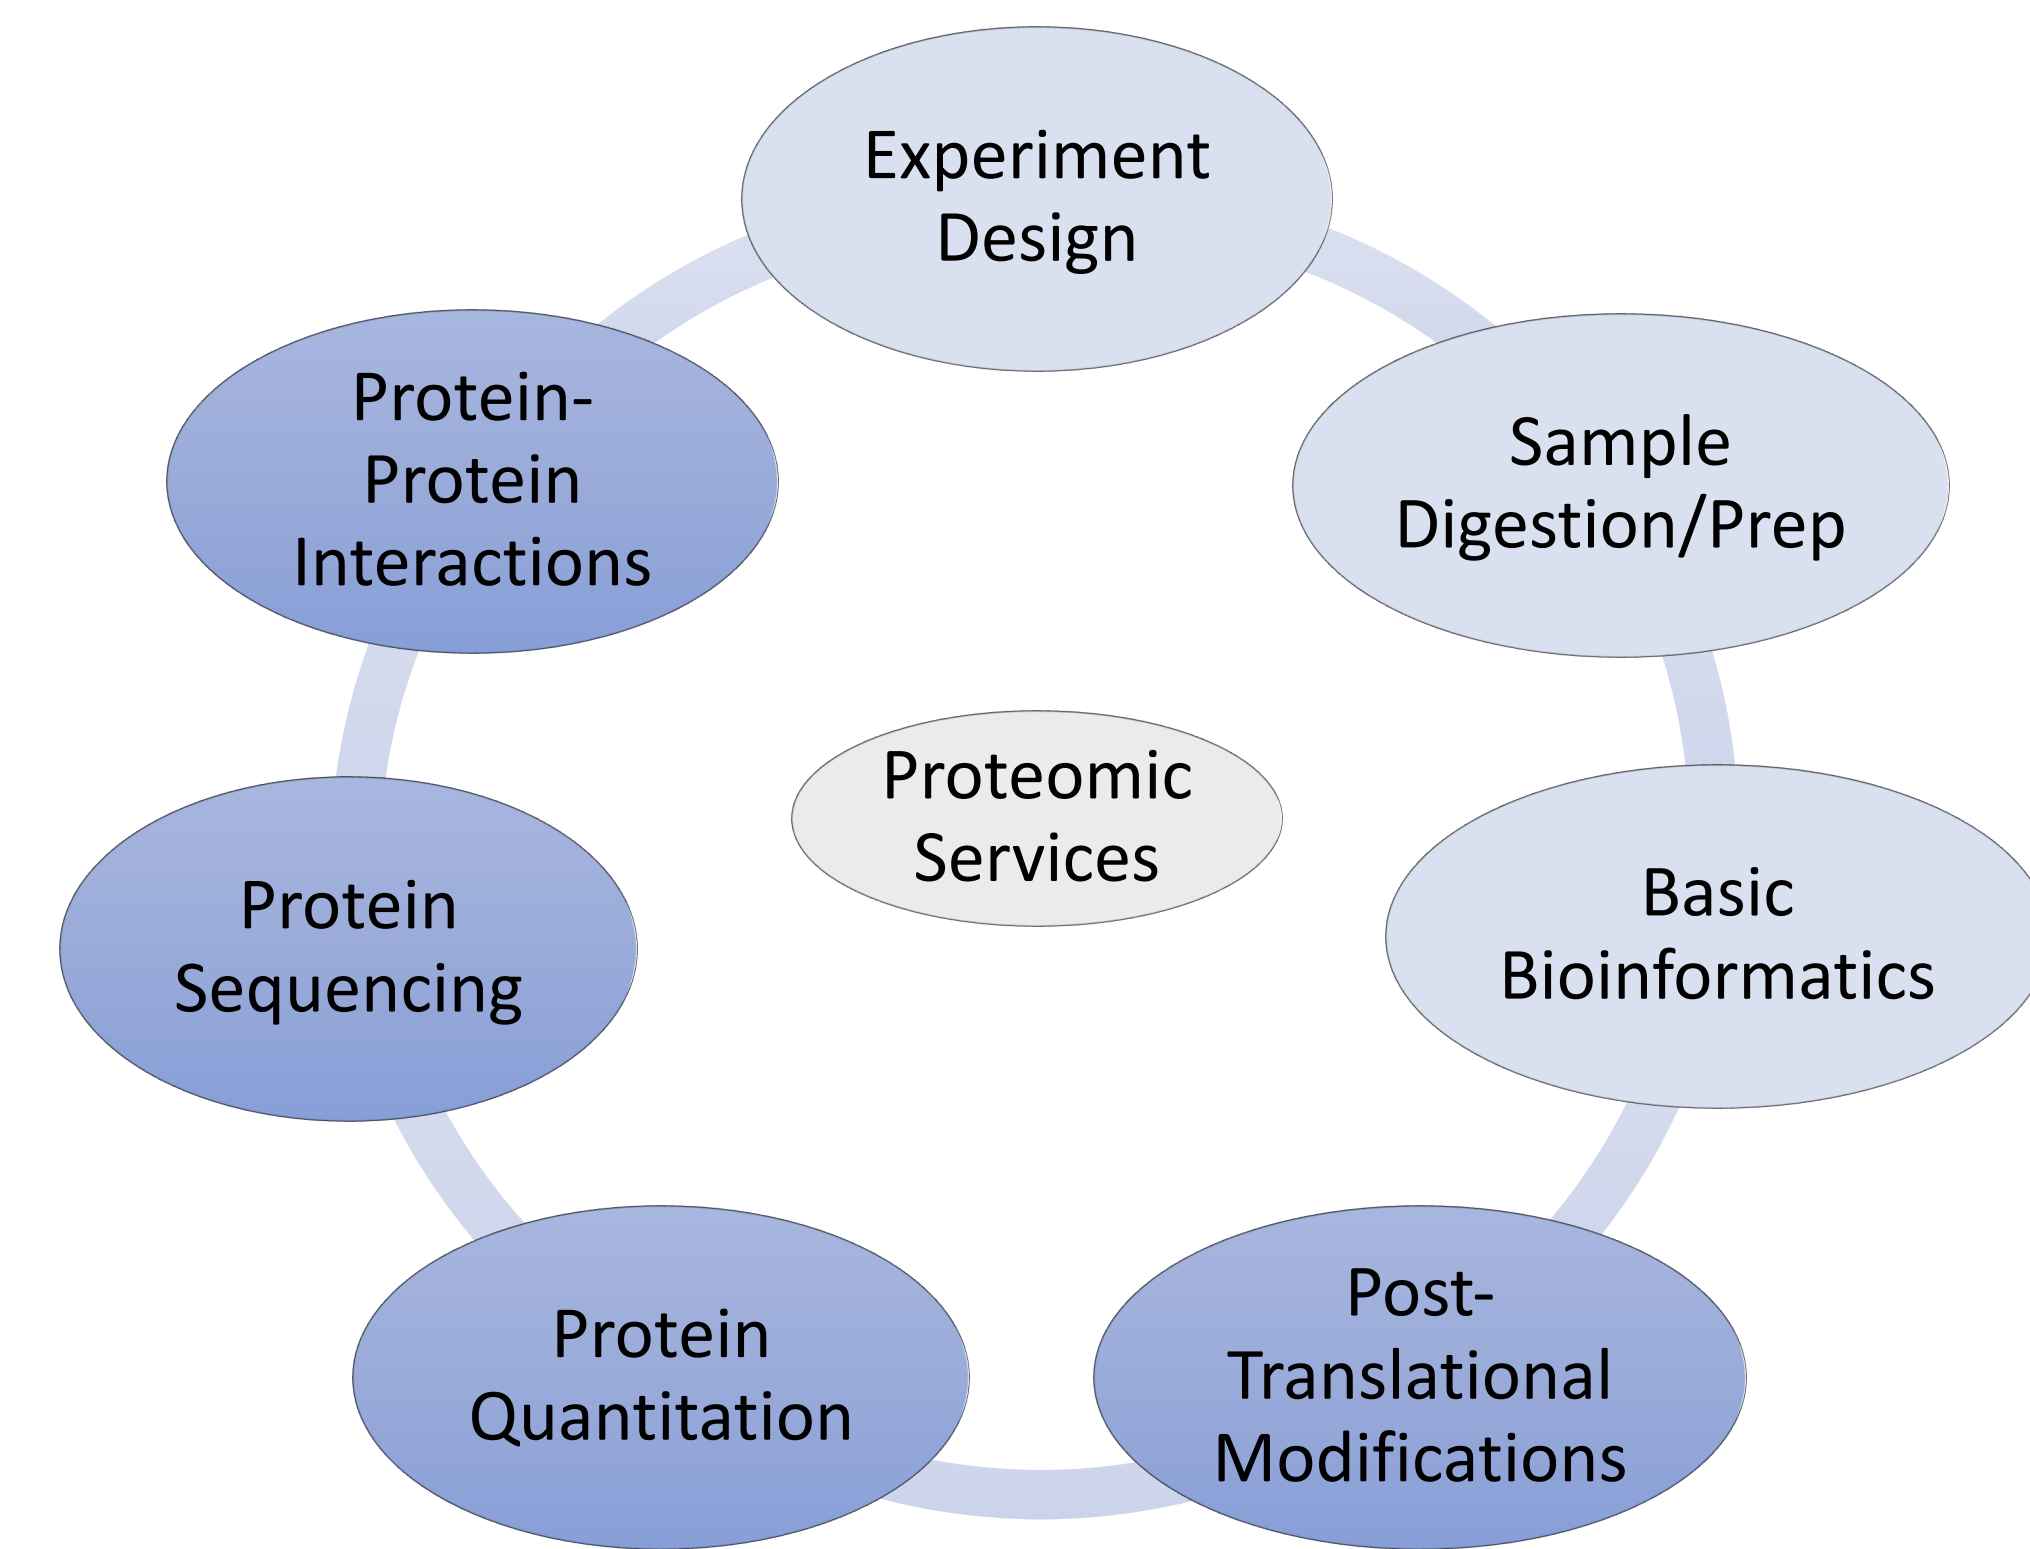 Experiment
Design
Sample
Digestion/Prep
Basic
Bioinformatics
Post-
Translational
Modifications
Protein
Quantitation
Protein
Sequencing
Protein-
Protein
Interactions
Proteomic
Services